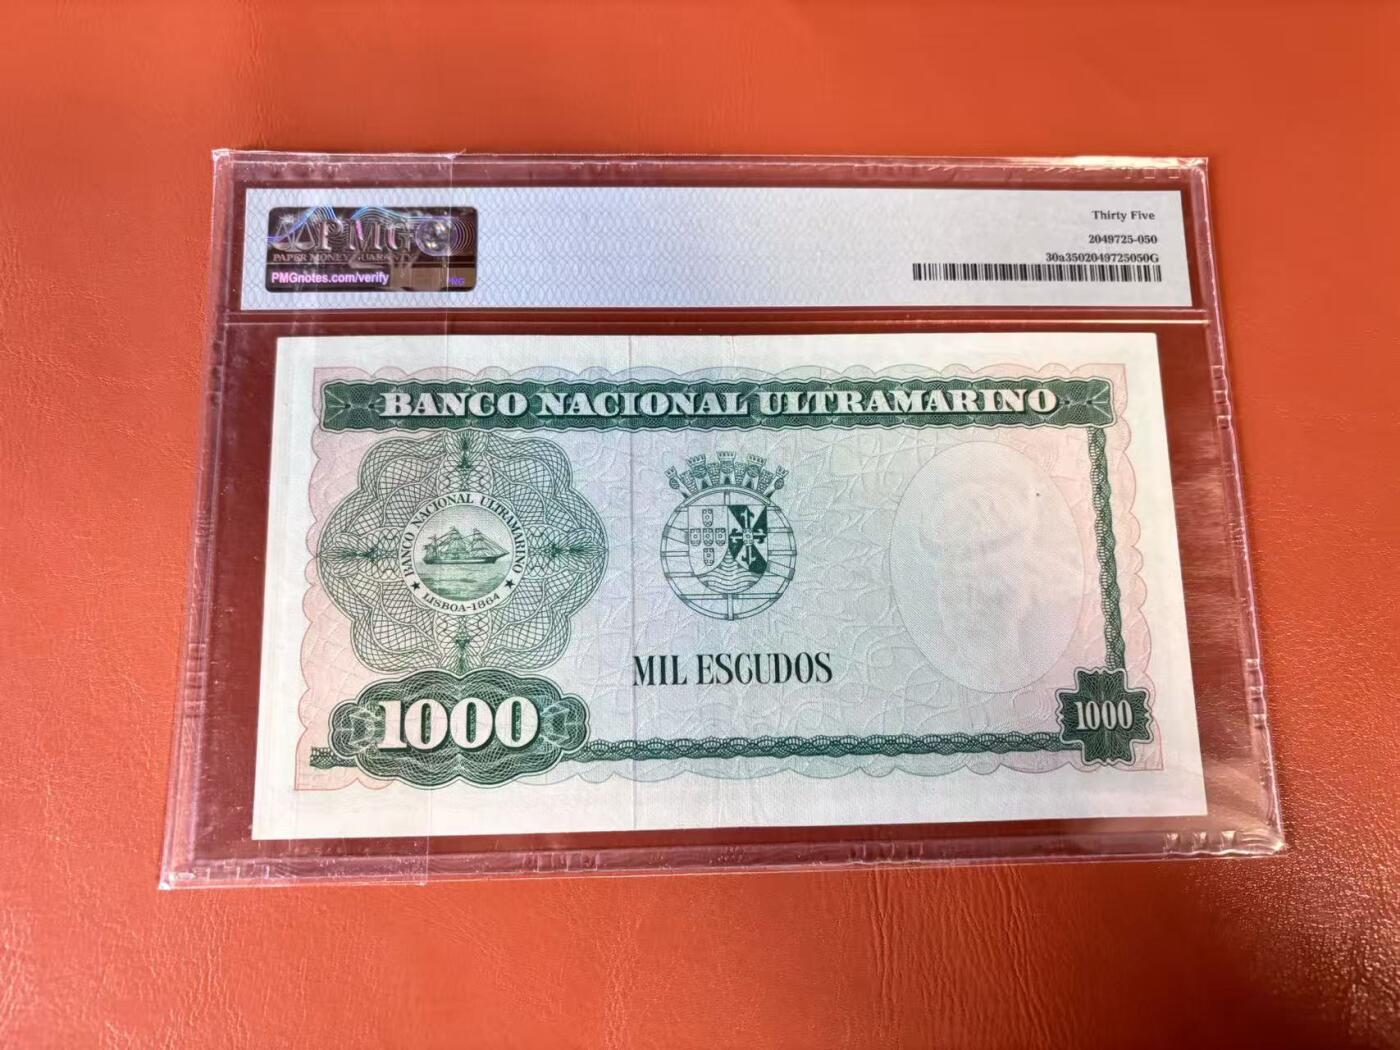 PMG
PAPER MONEY GUARANTY
PMGnotes.com/verify
Thirty Five
2049725-050
30a3502049725050G
BANCO NACIONAL ULTRAMARINO
BANCO NACIONAL ULTRAMARINO
★ LISBOA-1864 ★
MIL ESCUDOS
1000
1000